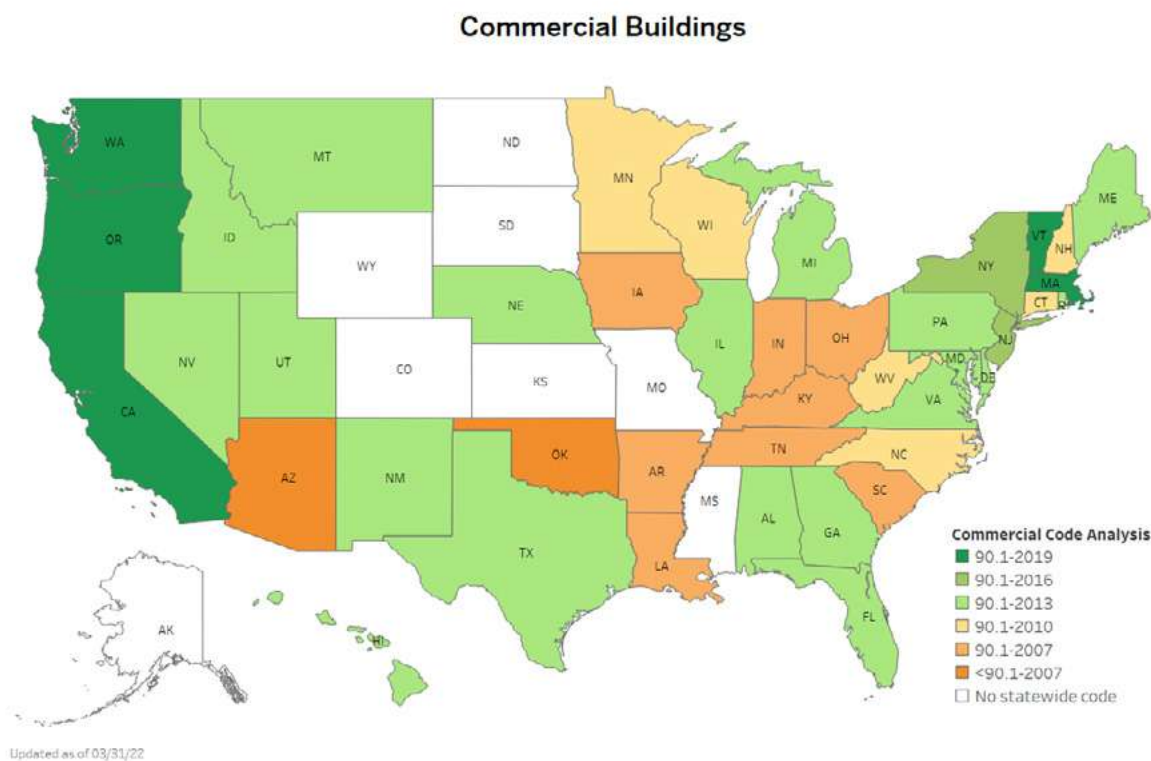 Commercial Buildings
WA
MT
ND
MN
ME
OR
ID
SD
WI
VT
NH
WY
MI
NY
MA
CT
RI
NE
IA
PA
NJ
NV
UT
IL
IN
OH
MD
DE
CO
KS
MO
WV
VA
CA
KY
AZ
NM
OK
AR
TN
NC
SC
MS
AL
GA
TX
LA
FL
AK
HI
Commercial Code Analysis
90.1-2019
90.1-2016
90.1-2013
90.1-2010
90.1-2007
<90.1-2007
No statewide code
Updated as of 03/31/22